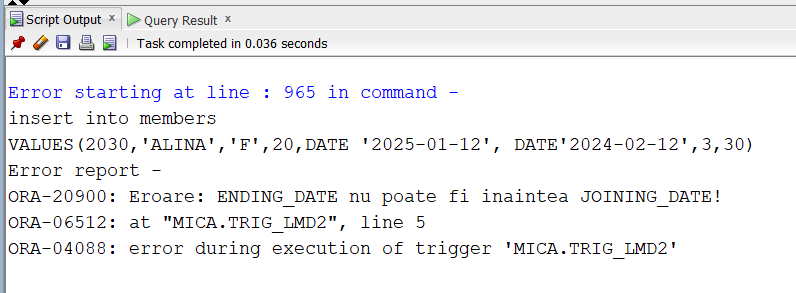 Script Output x Query Result x
Task completed in 0.036 seconds
Error starting at line : 965 in command -
insert into members
VALUES(2030,'ALINA','F',20,DATE '2025-01-12', DATE'2024-02-12',3,30)
Error report -
ORA-20900: Eroare: ENDING_DATE nu poate fi inaintea JOINING_DATE!
ORA-06512: at "MICA.TRIG_LMD2", line 5
ORA-04088: error during execution of trigger 'MICA.TRIG_LMD2'